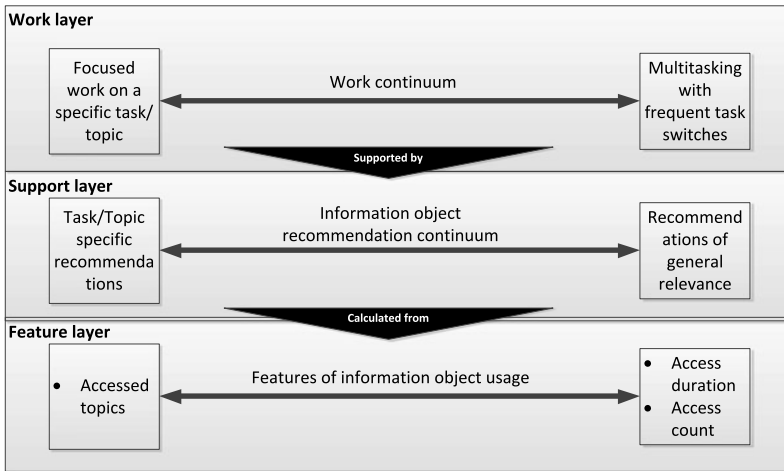 Work layer
Focused
work on a
specific task/
topic
Work continuum
Multitasking
with
frequent task
switches
Supported by
Support layer
Task/Topic
specific
recommenda
tions
Information object
recommendation continuum
Recommend
ations of
general
relevance
Calculated from
Feature layer
• Accessed
topics
Features of information object usage
• Access
duration
• Access
count